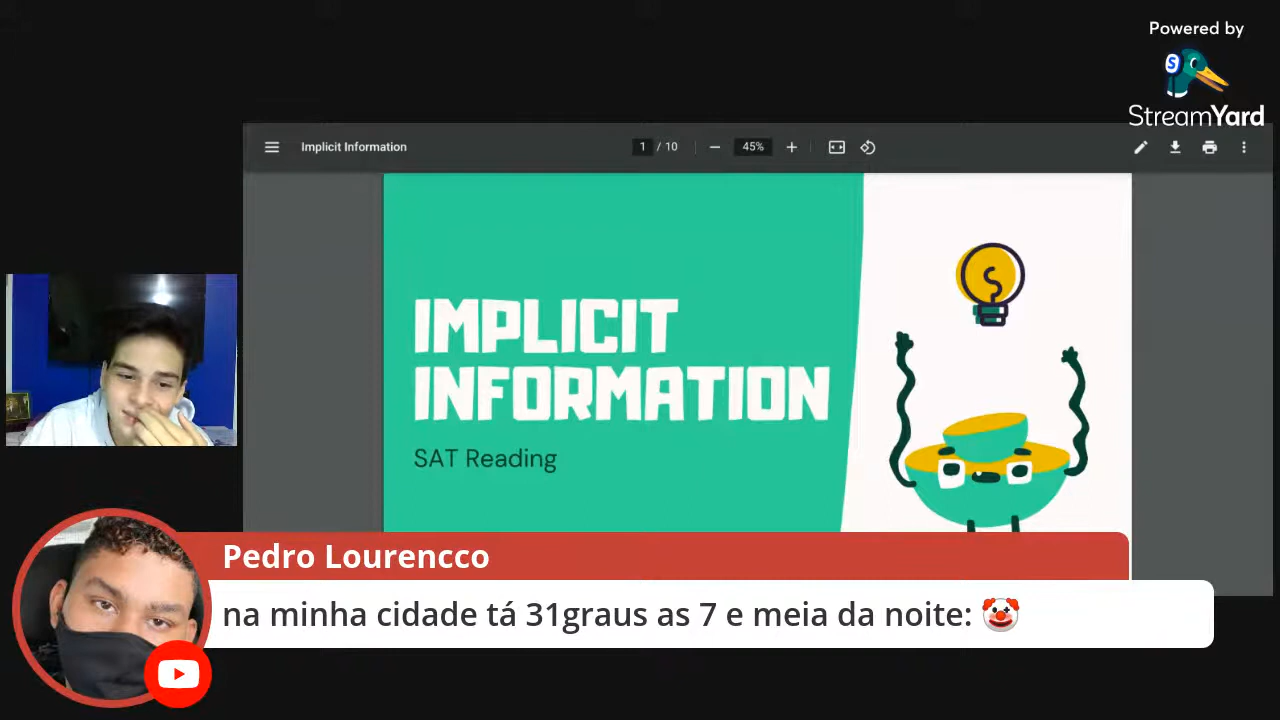 Powered by
StreamYard
Implicit Information
1 / 10
45%
IMPLICIT
INFORMATION
SAT Reading
Pedro Lourencco
na minha cidade tá 31graus as 7 e meia da noite: 🤡